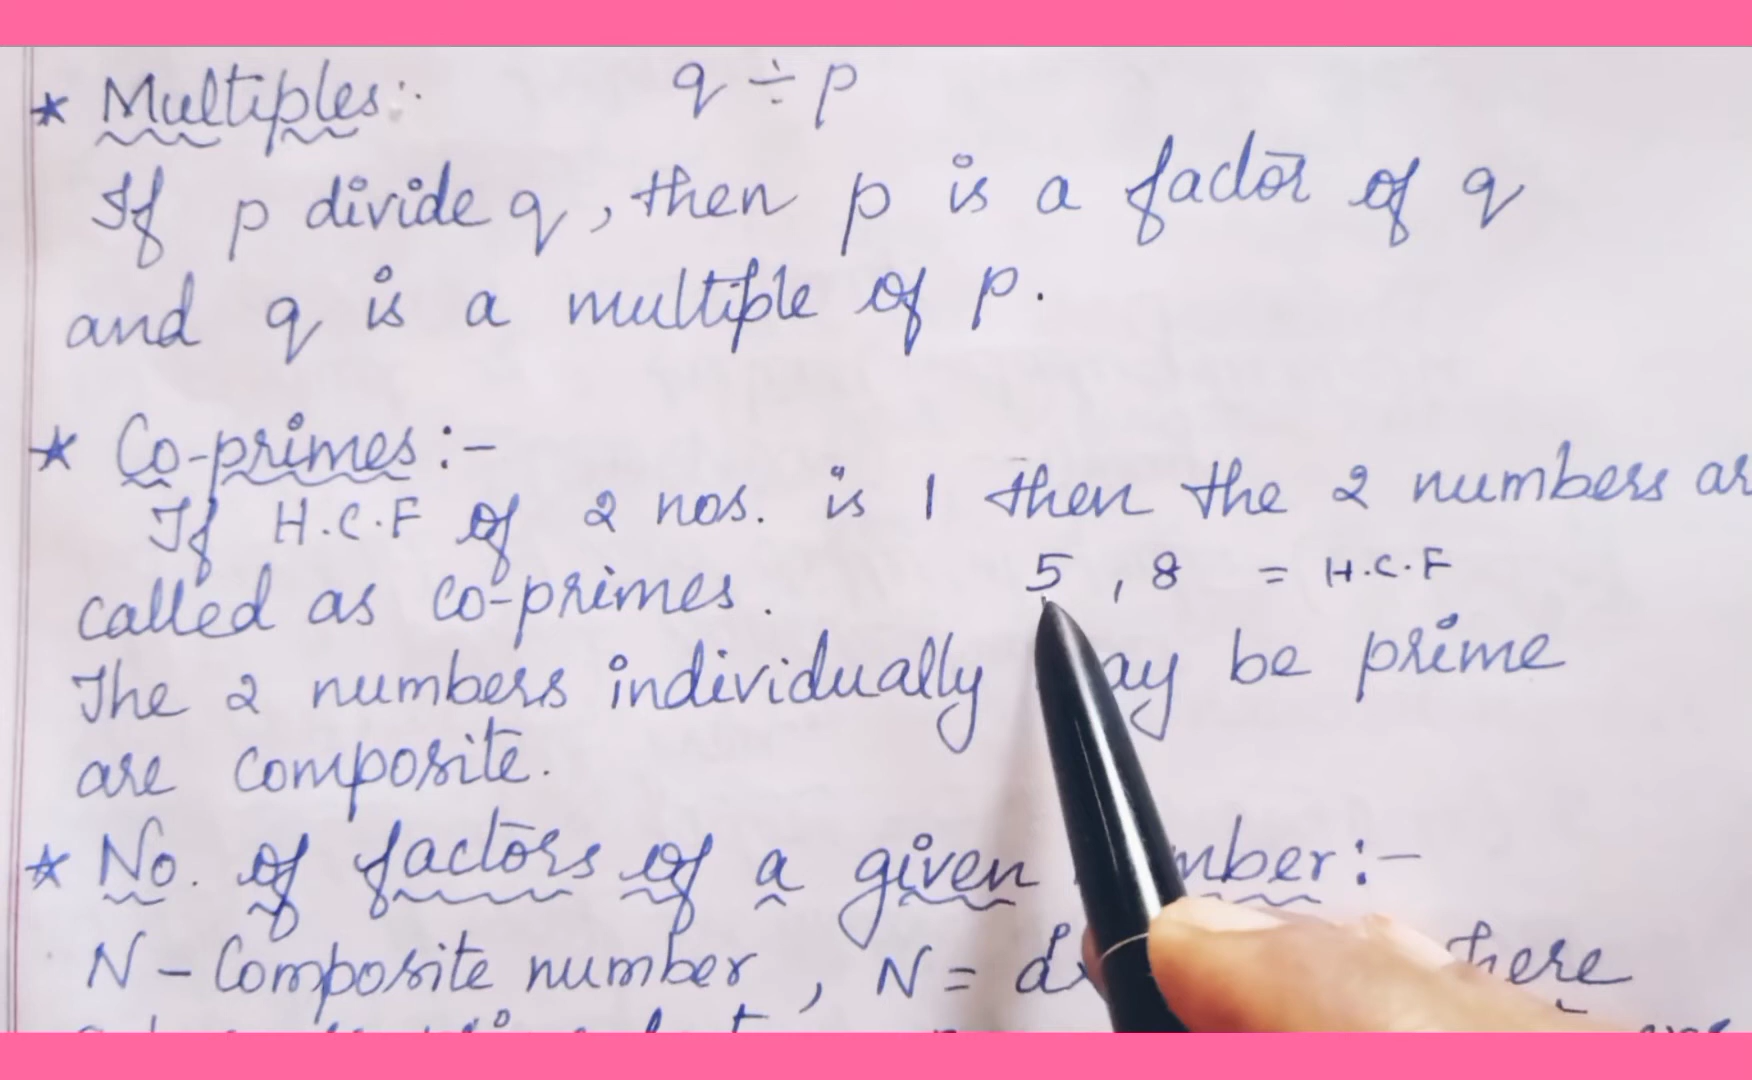 ★ Multiples:- q ÷ p
If p divide q, then p is a factor of q
and q is a multiple of p.
★ Co-primes:-
If H.C.F of 2 nos. is 1 then the 2 numbers
called as co-primes. 5, 8 = H.C.F
The 2 numbers individually be prime
are composite.
★ No. of factors of a given :-
N - Composite number, N =